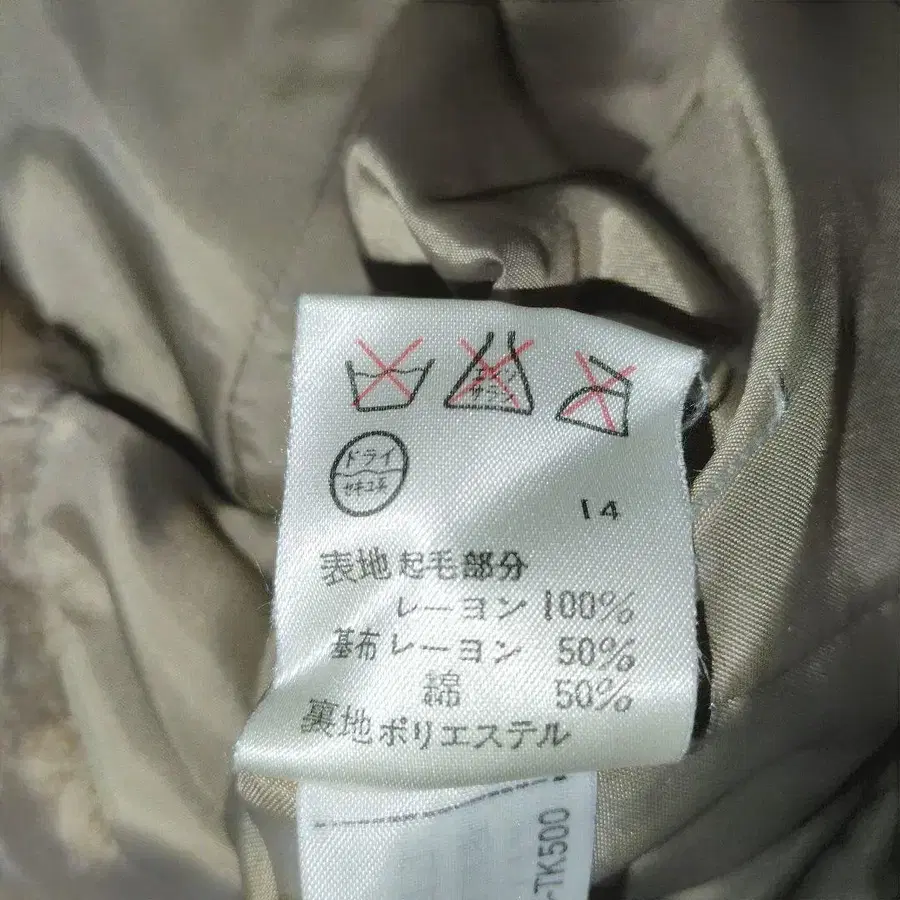 ドライ
セキユ系
14
表地 起毛部分
レーヨン 100%
基布 レーヨン 50%
綿 50%
裏地 ポリエステル
-TK500